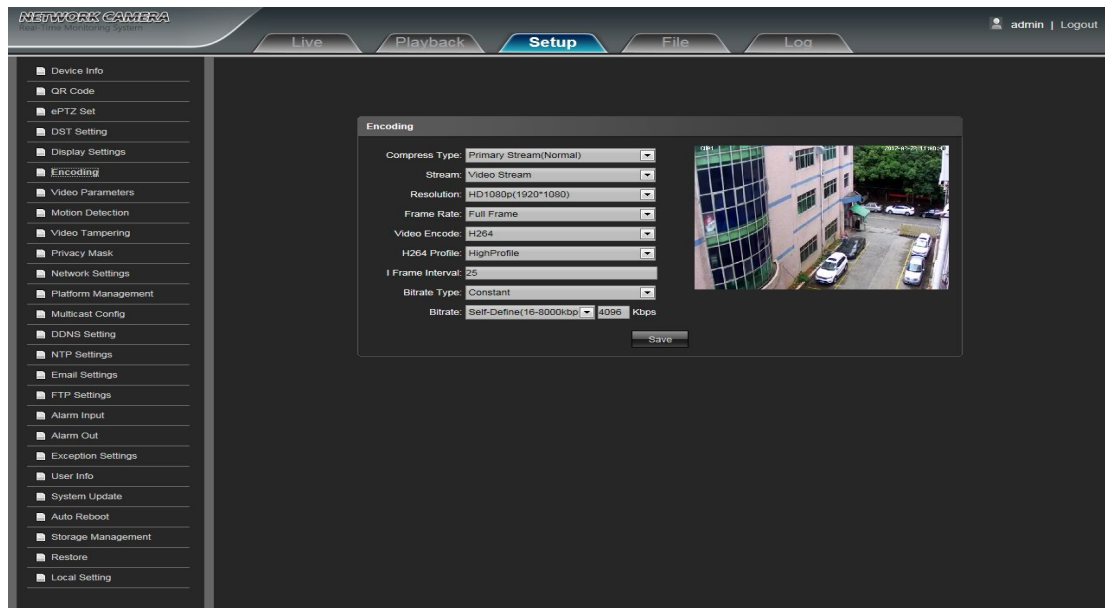 NETWORK CAMERA
Real-Time Monitoring System
admin | Logout
Live Playback Setup File Log
Device Info
QR Code
ePTZ Set
DST Setting
Display Settings
Encoding
Video Parameters
Motion Detection
Video Tampering
Privacy Mask
Network Settings
Platform Management
Multicast Config
DDNS Setting
NTP Settings
Email Settings
FTP Settings
Alarm Input
Alarm Out
Exception Settings
User Info
System Update
Auto Reboot
Storage Management
Restore
Local Setting
Encoding
Compress Type: Primary Stream(Normal)
Stream: Video Stream
Resolution: HD1080p(1920*1080)
Frame Rate: Full Frame
Video Encode: H264
H264 Profile: HighProfile
I Frame Interval: 25
Bitrate Type: Constant
Bitrate: Self-Define(16-8000kbp 4096 Kbps
Save